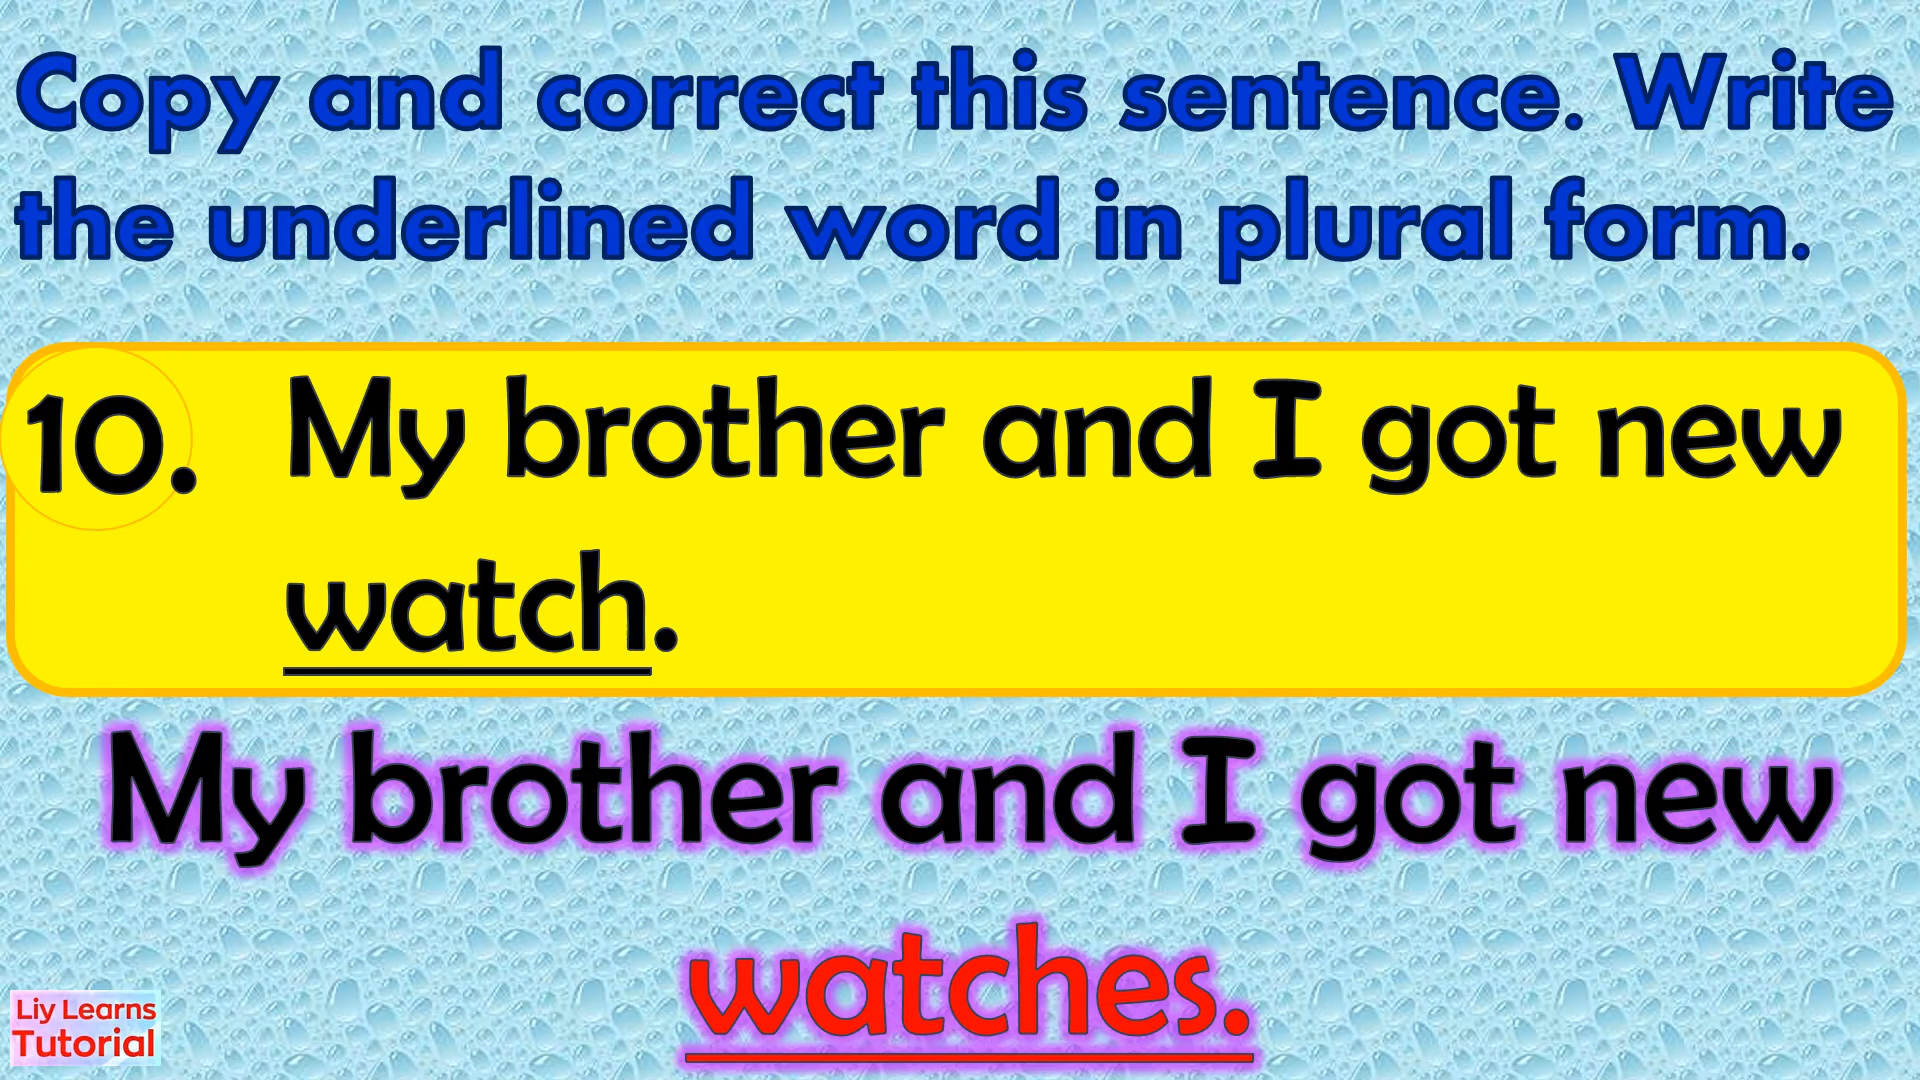 Copy and correct this sentence. Write
the underlined word in plural form.
10. My brother and I got new
watch.
My brother and I got new
watches.
Liy Learns
Tutorial